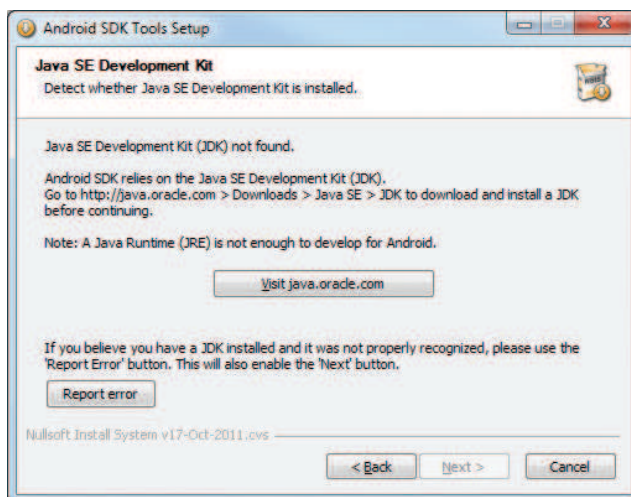 Android SDK Tools Setup
Java SE Development Kit
Detect whether Java SE Development Kit is installed.
Java SE Development Kit (JDK) not found.
Android SDK relies on the Java SE Development Kit (JDK).
Go to http://java.oracle.com > Downloads > Java SE > JDK to download and install a JDK
before continuing.
Note: A Java Runtime (JRE) is not enough to develop for Android.
Visit java.oracle.com
If you believe you have a JDK installed and it was not properly recognized, please use the
'Report Error' button. This will also enable the 'Next' button.
Report error
Nullsoft Install System v17-Oct-2011.cvs
< Back Next > Cancel